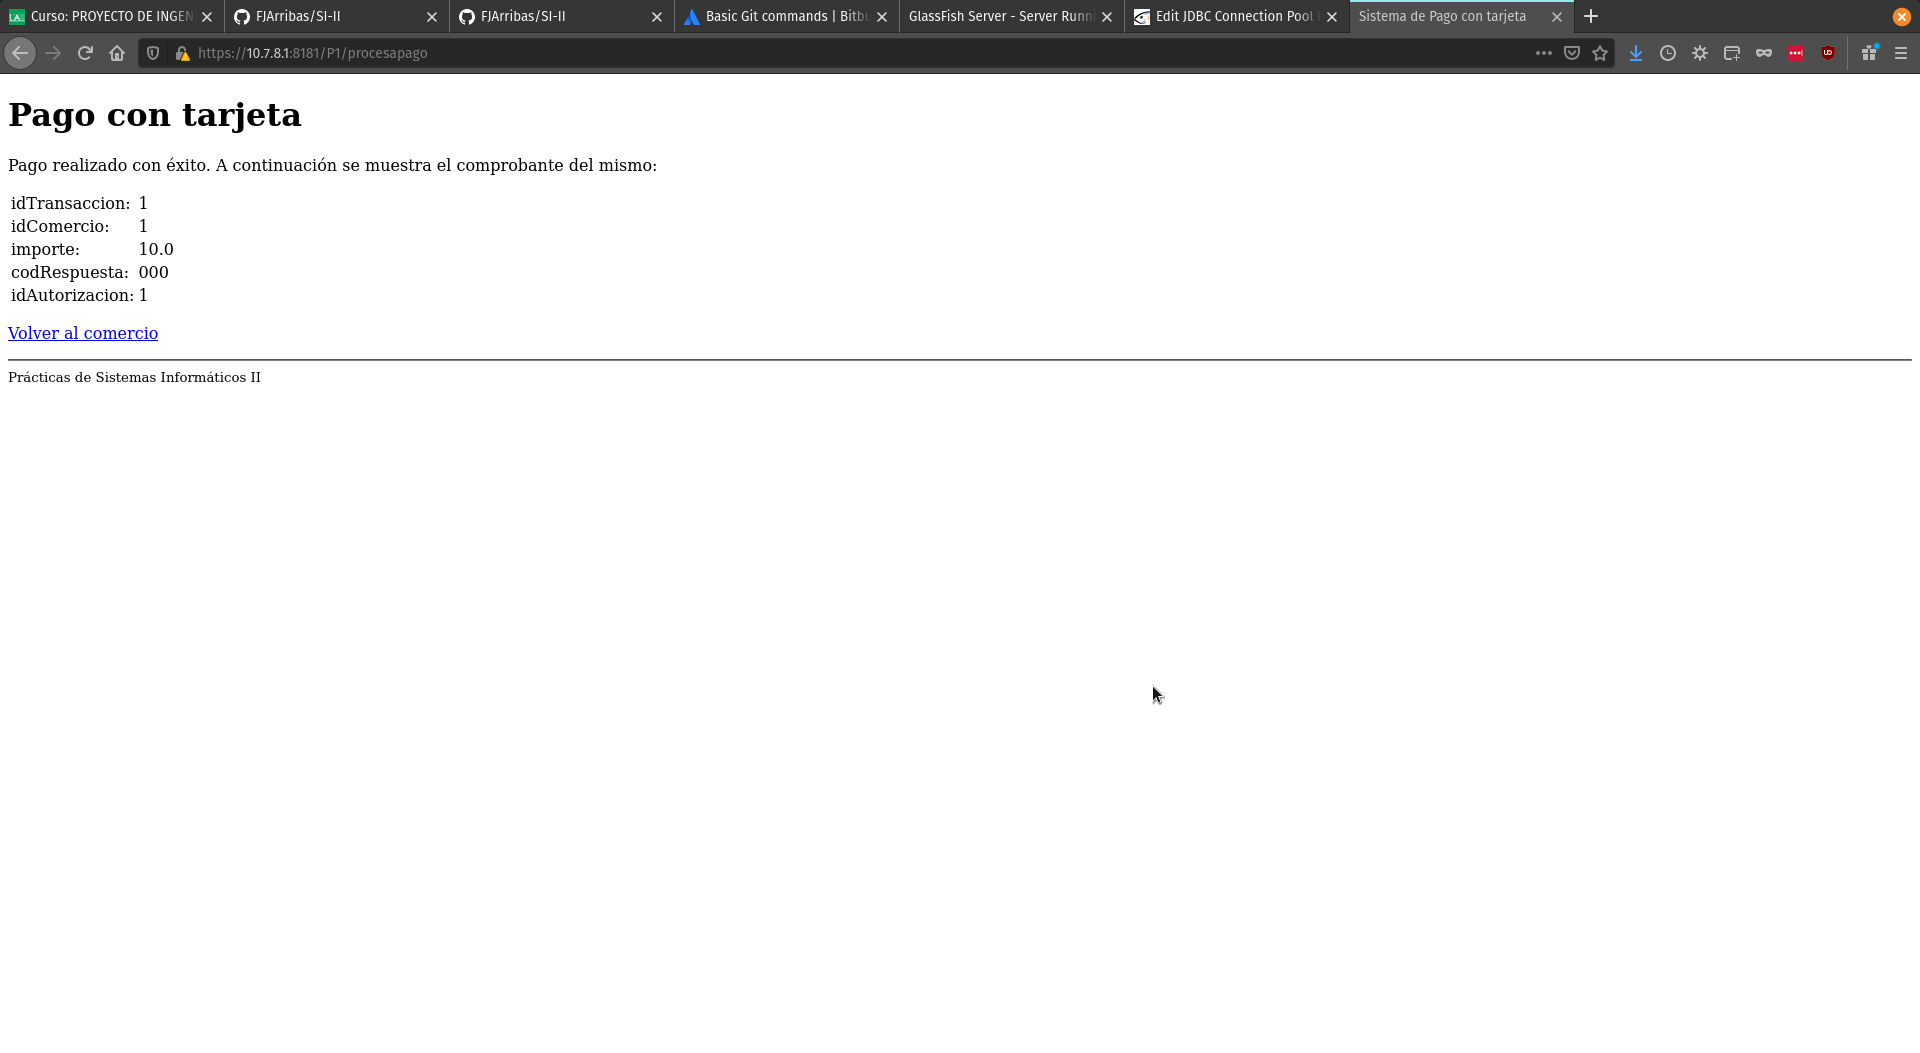 Curso: PROYECTO DE INGEN
FJArribas/SI-II
FJArribas/SI-II
Basic Git commands | Bitbu
GlassFish Server - Server Runni
Edit JDBC Connection Pool P
Sistema de Pago con tarjeta
https://10.7.8.1:8181/P1/procesapago
Pago con tarjeta
Pago realizado con éxito. A continuación se muestra el comprobante del mismo:
idTransaccion: 1
idComercio: 1
importe: 10.0
codRespuesta: 000
idAutorizacion: 1
Volver al comercio
Prácticas de Sistemas Informáticos II